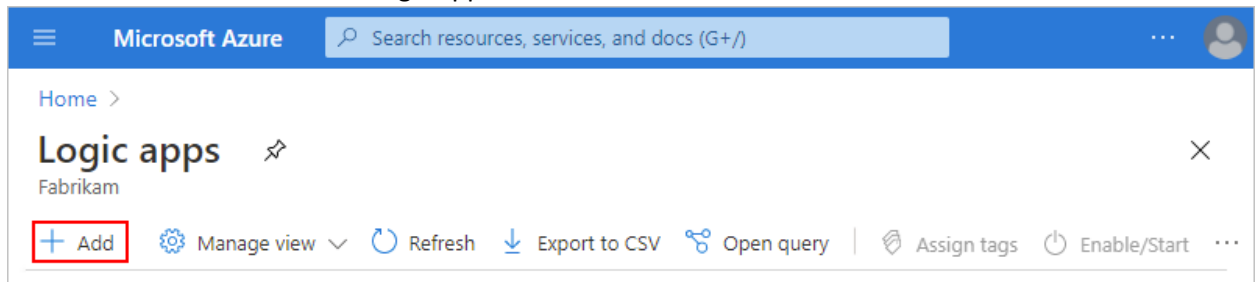 Microsoft Azure Search resources, services, and docs (G+/) ...
Home >
Logic apps
Fabrikam
+ Add Manage view Refresh Export to CSV Open query Assign tags Enable/Start ...